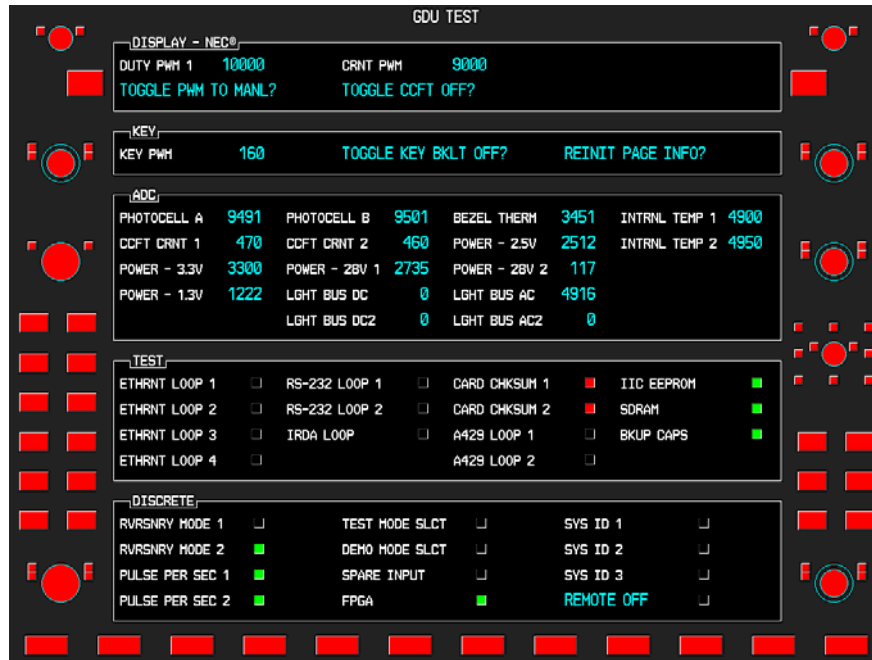 GDU TEST
DISPLAY - NEC®
DUTY PWM 1 10000 CRNT PWM 9000
TOGGLE PWM TO MANL? TOGGLE CCFT OFF?
KEY
KEY PWM 160 TOGGLE KEY BKLT OFF? REINIT PAGE INFO?
ADC
PHOTOCELL A 9491 PHOTOCELL B 9501 BEZEL THERM 3451 INTRNL TEMP 1 4900
CCFT CRNT 1 470 CCFT CRNT 2 460 POWER - 2.5V 2512 INTRNL TEMP 2 4950
POWER - 3.3V 3300 POWER - 28V 1 2735 POWER - 28V 2 117
POWER - 1.3V 1222 LGHT BUS DC 0 LGHT BUS AC 4916
LGHT BUS DC2 0 LGHT BUS AC2 0
TEST
ETHRNT LOOP 1 RS-232 LOOP 1 CARD CHKSUM 1 IIC EEPROM
ETHRNT LOOP 2 RS-232 LOOP 2 CARD CHKSUM 2 SDRAM
ETHRNT LOOP 3 IRDA LOOP A429 LOOP 1 BKUP CAPS
ETHRNT LOOP 4 A429 LOOP 2
DISCRETE
RVRSNRY MODE 1 TEST MODE SLCT SYS ID 1
RVRSNRY MODE 2 DEMO MODE SLCT SYS ID 2
PULSE PER SEC 1 SPARE INPUT SYS ID 3
PULSE PER SEC 2 FPGA REMOTE OFF